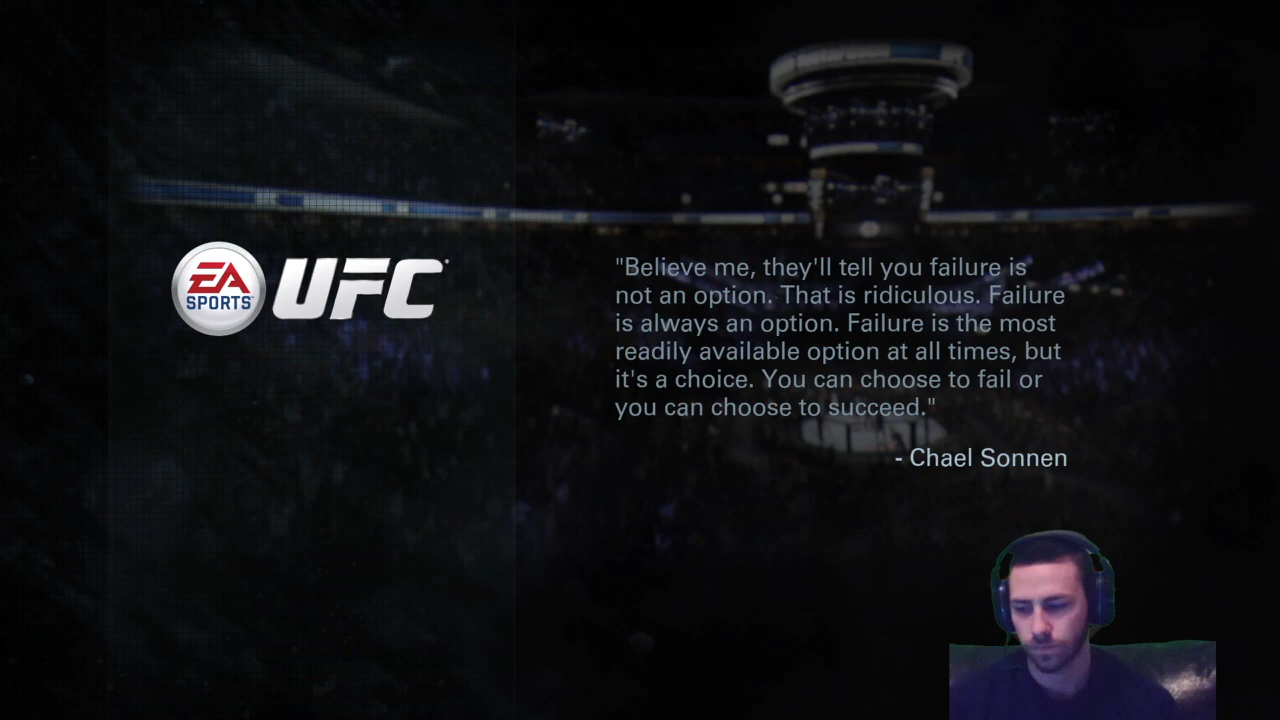 EA
SPORTS
UFC
"Believe me, they'll tell you failure is
not an option. That is ridiculous. Failure
is always an option. Failure is the most
readily available option at all times, but
it's a choice. You can choose to fail or
you can choose to succeed."
- Chael Sonnen